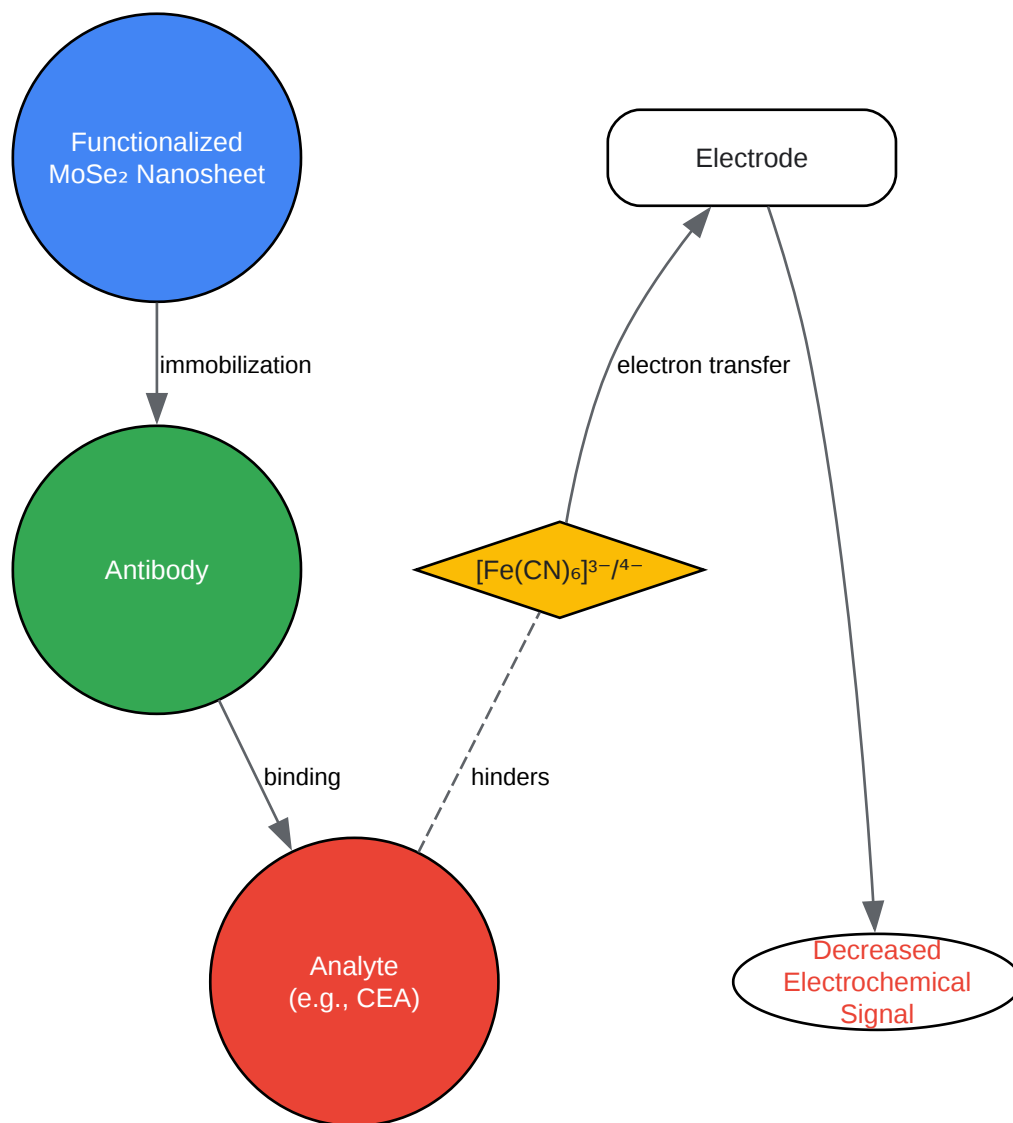 Functionalized
MoSe₂ Nanosheet
Electrode
immobilization
electron transfer
Antibody
[Fe(CN)₆]³⁻/⁴⁻
binding
hinders
Analyte
(e.g., CEA)
Decreased
Electrochemical
Signal